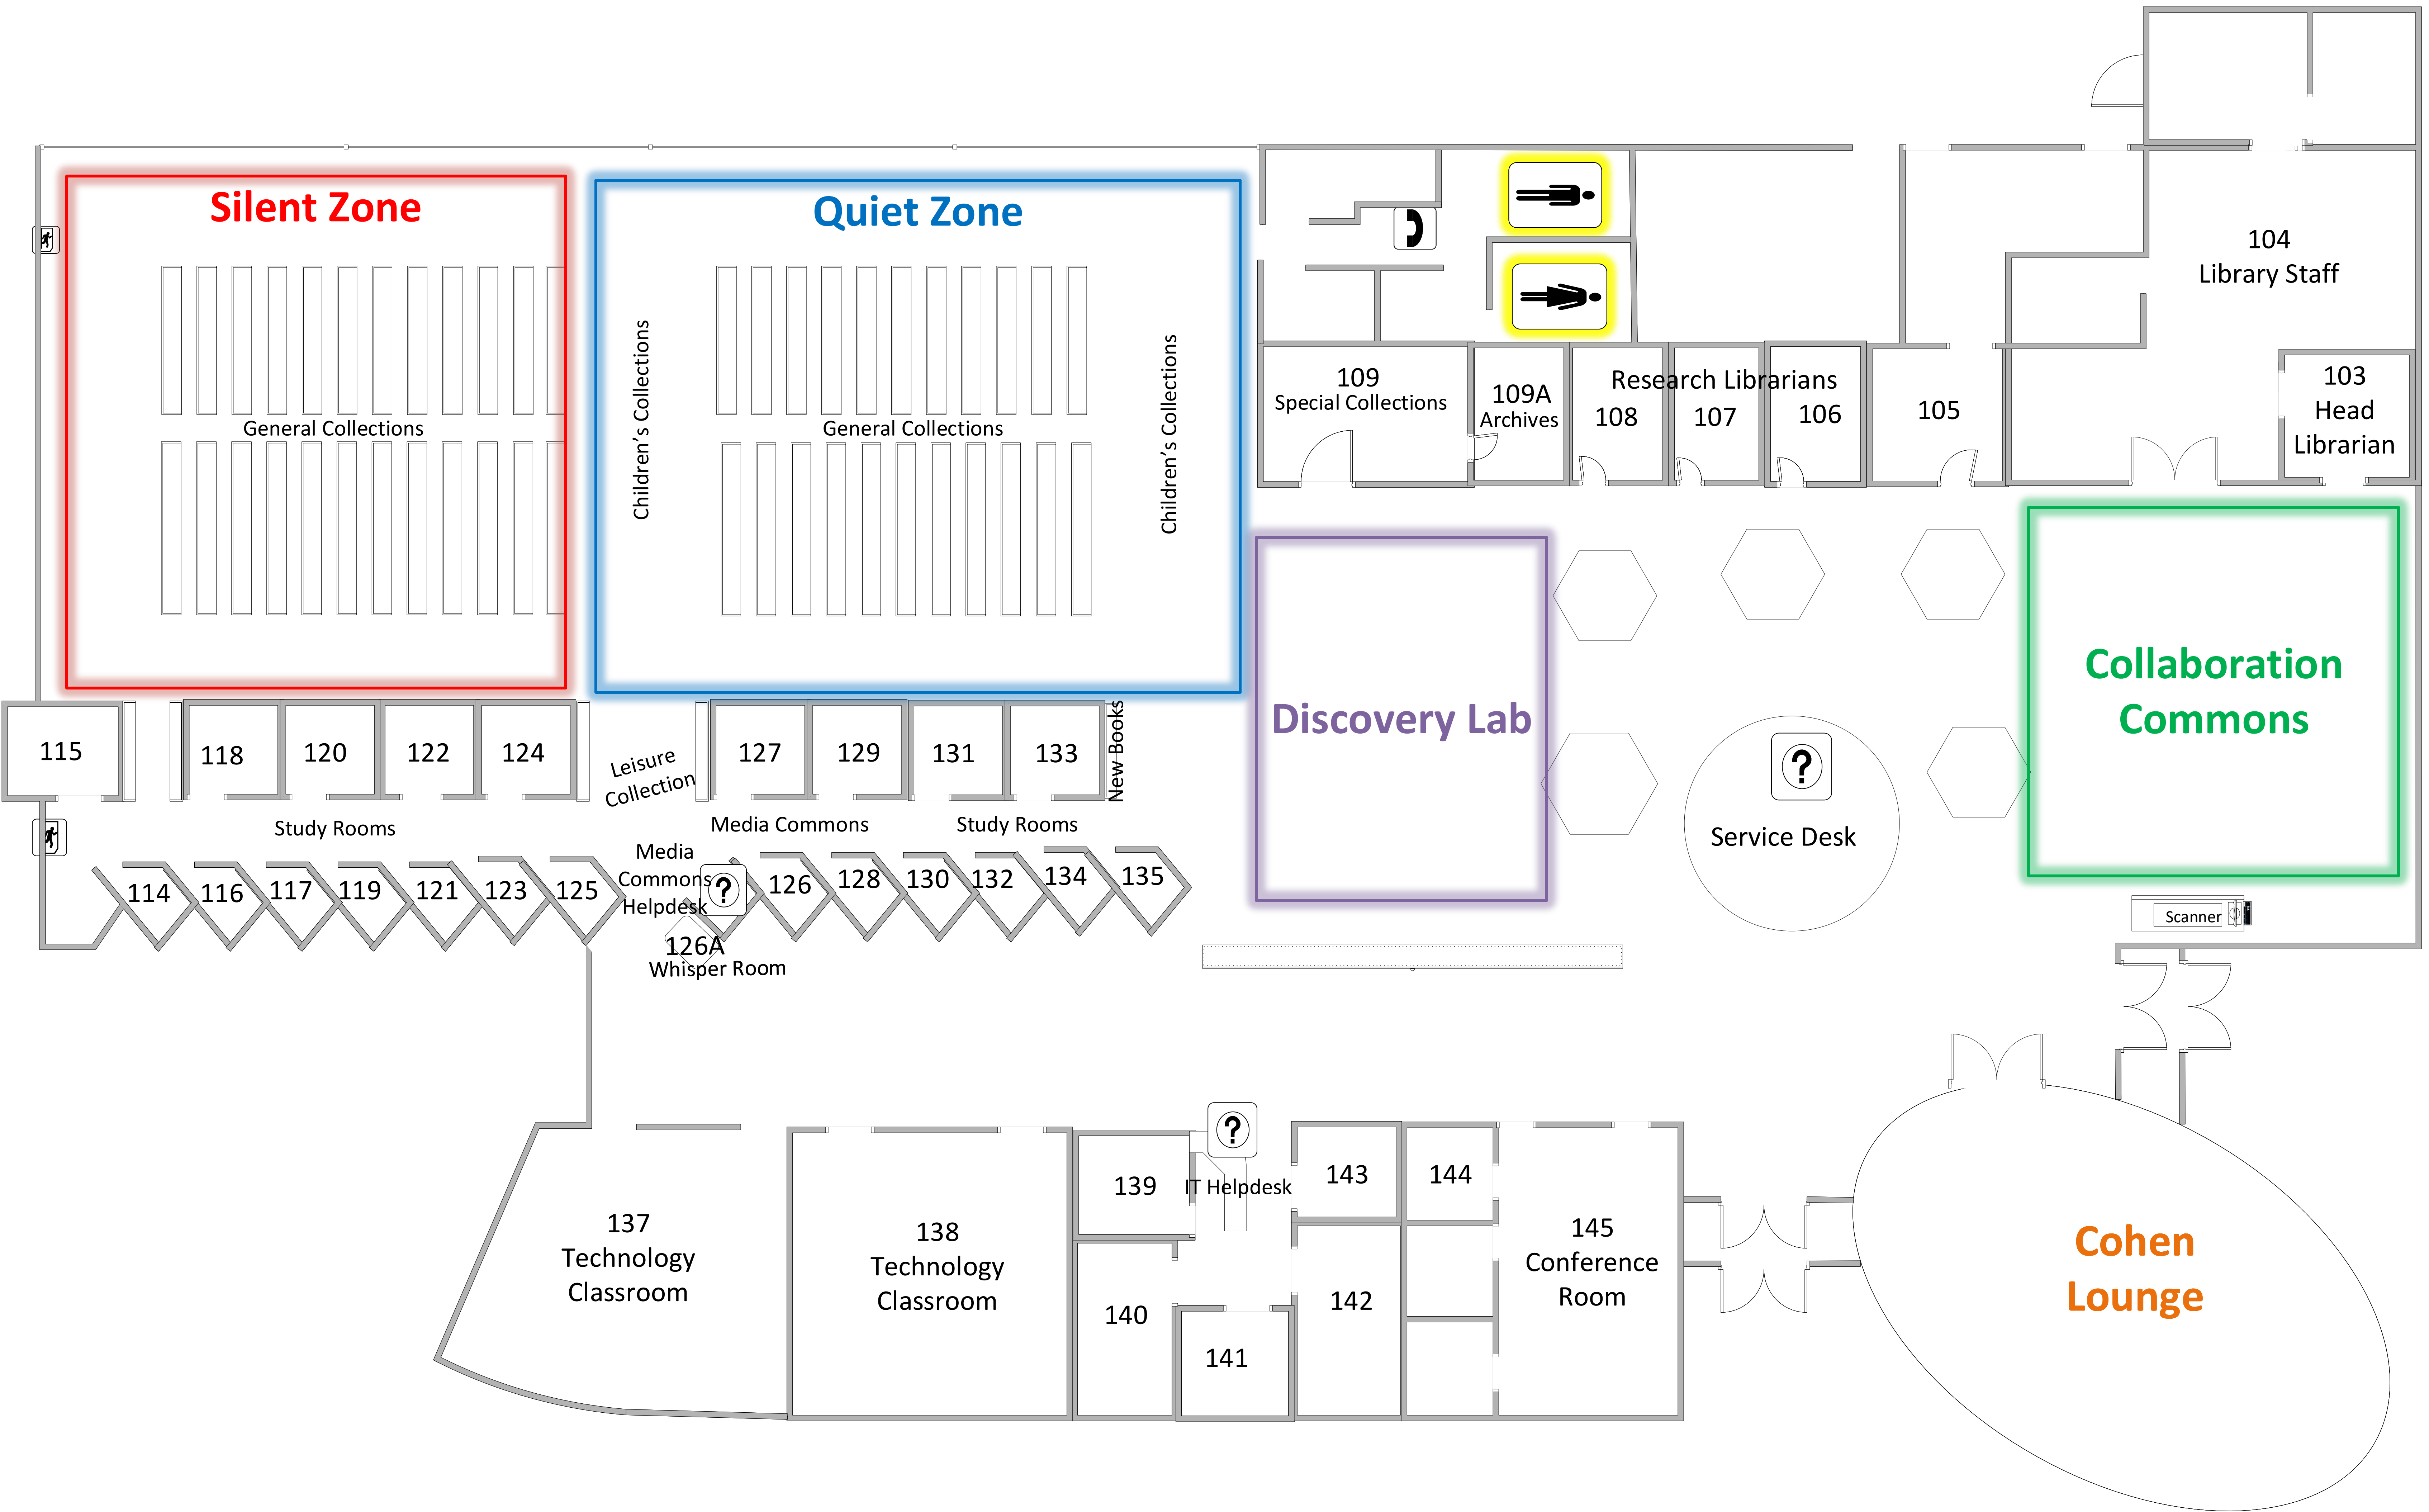 Silent Zone
Quiet Zone
104
Library Staff
General Collections
Children's Collections
General Collections
Children's Collections
109
Special Collections
109A
Archives
Research Librarians
108
107
106
105
103
Head
Librarian
Discovery Lab
Collaboration
Commons
115
118
120
122
124
Leisure
Collection
127
129
131
133
New Books
?
Service Desk
Study Rooms
Media Commons
Study Rooms
114
116
117
119
121
123
125
Media
Commons
Helpdesk
?
126
128
130
132
134
135
126A
Whisper Room
Scanner
137
Technology
Classroom
138
Technology
Classroom
139
?
IT Helpdesk
143
144
140
141
142
145
Conference
Room
Cohen
Lounge